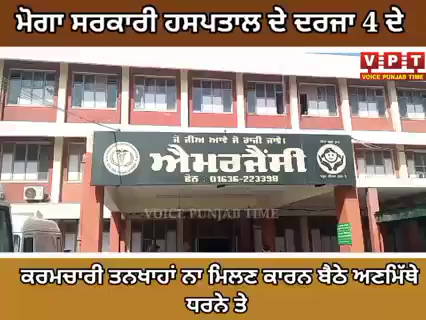 ਮੋਗਾ ਸਰਕਾਰੀ ਹਸਪਤਾਲ ਦੇ ਦਰਜਾ 4 ਦੇ
VPT
VOICE PUNJAB TIME
ਜੋ ਜੀਅ ਆਵੇ ਸੋ ਰਾਜੀ ਜਾਵੇ।
ਐਮਰਜੈਂਸੀ
ਫੋਨ : 01636-223398
VOICE PUNJAB TIME
ਕਰਮਚਾਰੀ ਤਨਖਾਹਾਂ ਨਾ ਮਿਲਣ ਕਾਰਨ ਬੈਠੇ ਅਣਮਿੱਥੇ
ਧਰਨੇ ਤੇ